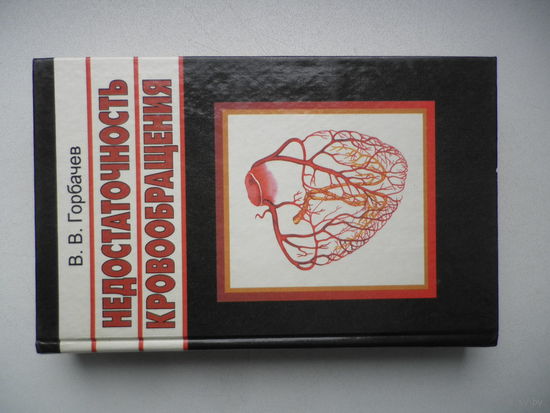 В. В. Горбачев
НЕДОСТАТОЧНОСТЬ
КРОВООБРАЩЕНИЯ